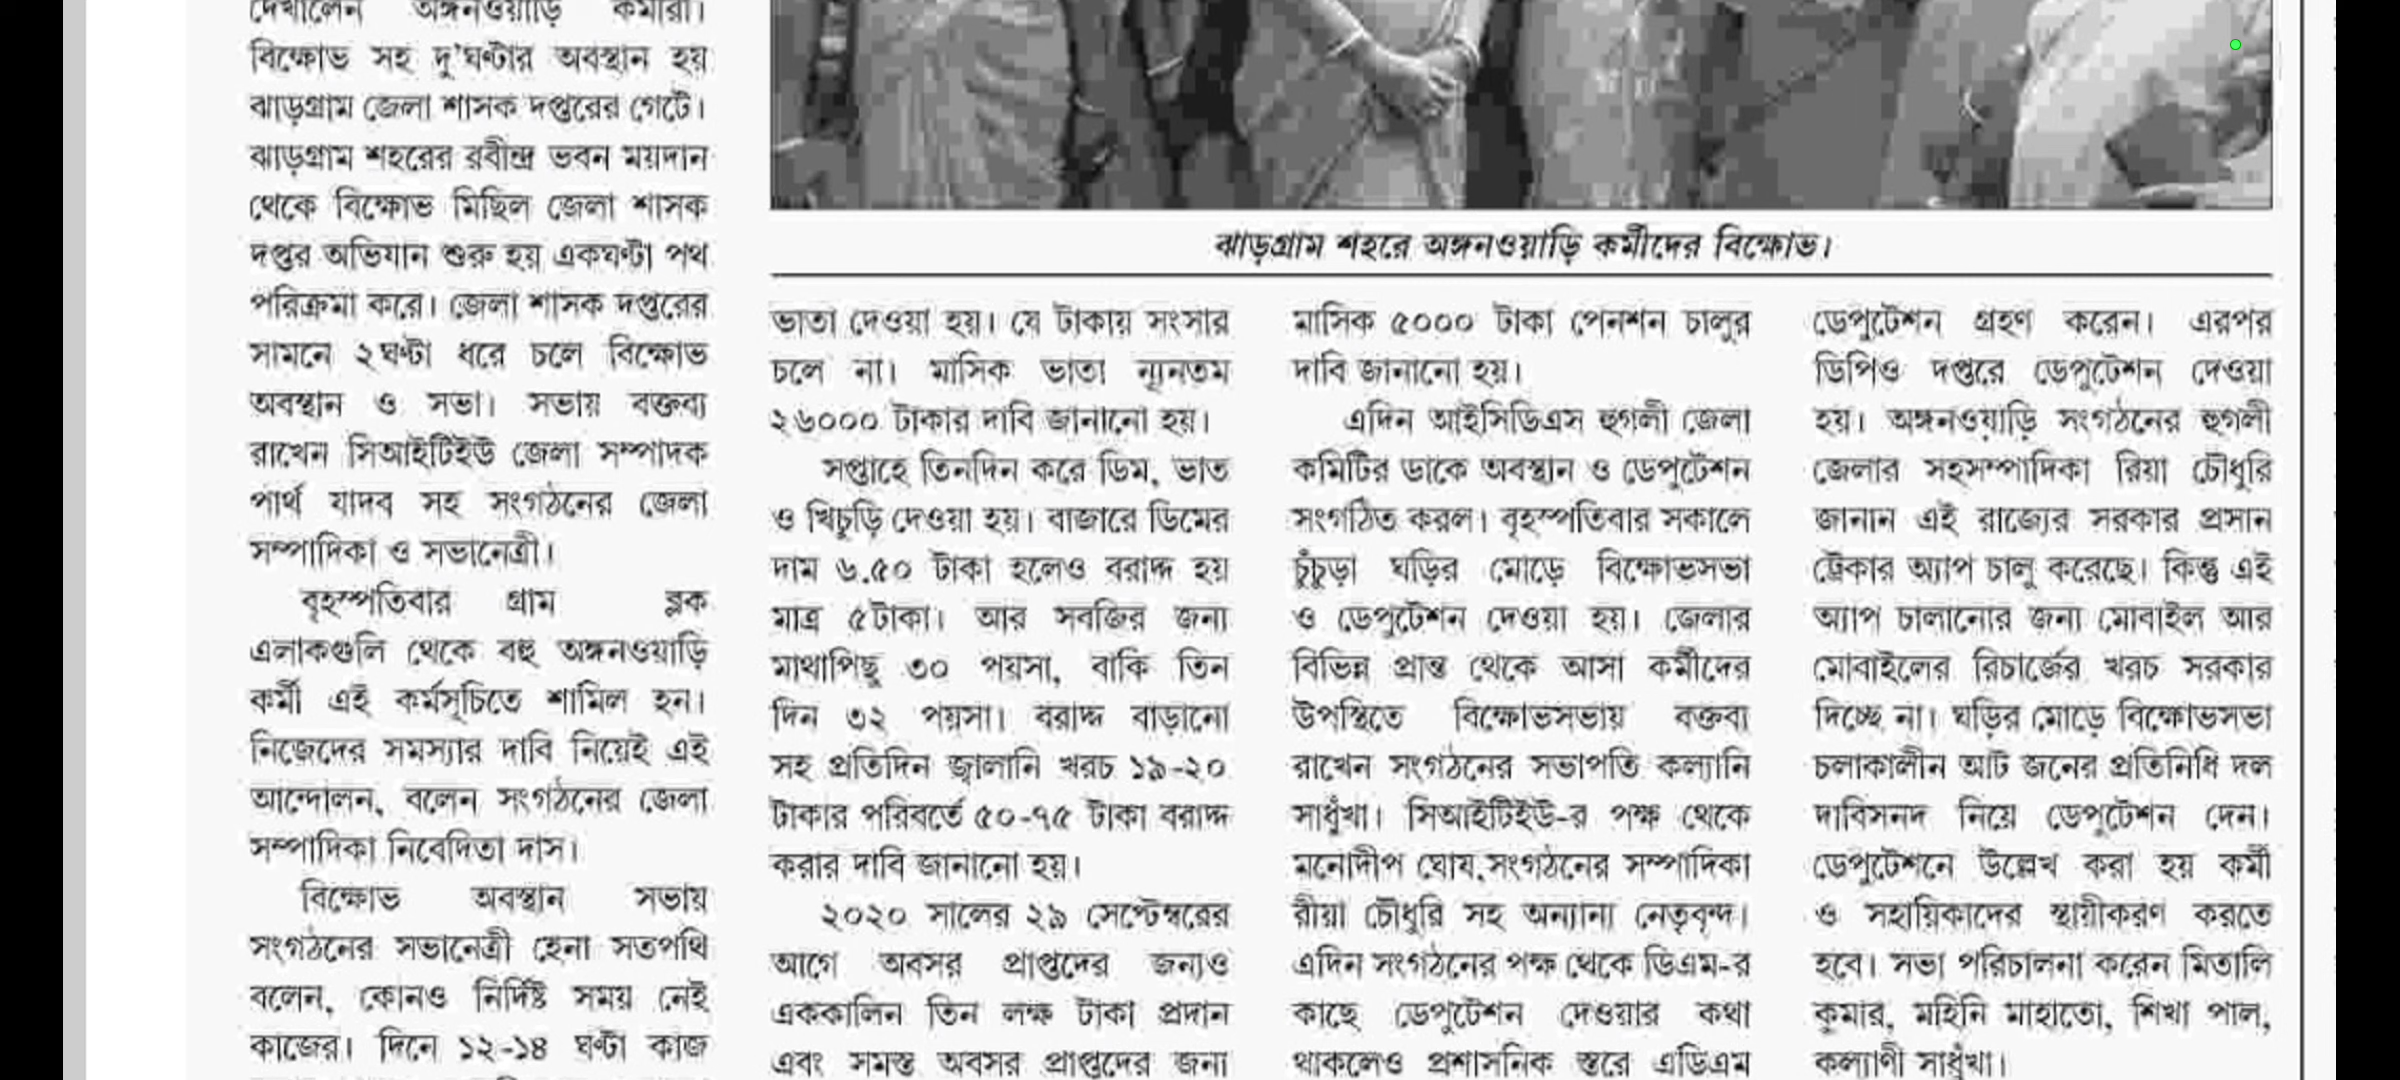 দেখালেন অঙ্গনওয়াড়ি কর্মীরা।
বিক্ষোভ সহ দু'ঘণ্টার অবস্থান হয়
ঝাড়গ্রাম জেলা শাসক দপ্তরের গেটে।
ঝাড়গ্রাম শহরের রবীন্দ্র ভবন ময়দান
থেকে বিক্ষোভ মিছিল জেলা শাসক
দপ্তর অভিযান শুরু হয় একঘণ্টা পথ
পরিক্রমা করে। জেলা শাসক দপ্তরের
সামনে ২ঘণ্টা ধরে চলে বিক্ষোভ
অবস্থান ও সভা। সভায় বক্তব্য
রাখেন সিআইটিইউ জেলা সম্পাদক
পার্থ যাদব সহ সংগঠনের জেলা
সম্পাদিকা ও সভানেত্রী।
বৃহস্পতিবার গ্রাম ব্লক
এলাকগুলি থেকে বহু অঙ্গনওয়াড়ি
কর্মী এই কর্মসূচিতে শামিল হন।
নিজেদের সমস্যার দাবি নিয়েই এই
আন্দোলন, বলেন সংগঠনের জেলা
সম্পাদিকা নিবেদিতা দাস।
বিক্ষোভ অবস্থান সভায়
সংগঠনের সভানেত্রী হেনা সতপথি
বলেন, কোনও নির্দিষ্ট সময় নেই
কাজের। দিনে ১২-১৪ ঘণ্টা কাজ
ঝাড়গ্রাম শহরে অঙ্গনওয়াড়ি কর্মীদের বিক্ষোভ।
ভাতা দেওয়া হয়। যে টাকায় সংসার
চলে না। মাসিক ভাতা ন্যূনতম
২৬০০০ টাকার দাবি জানানো হয়।
সপ্তাহে তিনদিন করে ডিম, ভাত
ও খিচুড়ি দেওয়া হয়। বাজারে ডিমের
দাম ৬.৫০ টাকা হলেও বরাদ্দ হয়
মাত্র ৫টাকা। আর সবজির জন্য
মাথাপিছু ৩০ পয়সা, বাকি তিন
দিন ৩২ পয়সা। বরাদ্দ বাড়ানো
সহ প্রতিদিন জ্বালানি খরচ ১৯-২০
টাকার পরিবর্তে ৫০-৭৫ টাকা বরাদ্দ
করার দাবি জানানো হয়।
২০২০ সালের ২৯ সেপ্টেম্বরের
আগে অবসর প্রাপ্তদের জন্যও
এককালিন তিন লক্ষ টাকা প্রদান
এবং সমস্ত অবসর প্রাপ্তদের জন্য
মাসিক ৫০০০ টাকা পেনশন চালুর
দাবি জানানো হয়।
এদিন আইসিডিএস হুগলী জেলা
কমিটির ডাকে অবস্থান ও ডেপুটেশন
সংগঠিত করল। বৃহস্পতিবার সকালে
চুঁচুড়া ঘড়ির মোড়ে বিক্ষোভসভা
ও ডেপুটেশন দেওয়া হয়। জেলার
বিভিন্ন প্রান্ত থেকে আসা কর্মীদের
উপস্থিতে বিক্ষোভসভায় বক্তব্য
রাখেন সংগঠনের সভাপতি কল্যানি
সাধুঁখা। সিআইটিইউ-র পক্ষ থেকে
মনোদীপ ঘোষ,সংগঠনের সম্পাদিকা
রীয়া চৌধুরি সহ অন্যান্য নেতৃবৃন্দ।
এদিন সংগঠনের পক্ষ থেকে ডিএম-র
কাছে ডেপুটেশন দেওয়ার কথা
থাকলেও প্রশাসনিক স্তরে এডিএম
ডেপুটেশন গ্রহণ করেন। এরপর
ডিপিও দপ্তরে ডেপুটেশন দেওয়া
হয়। অঙ্গনওয়াড়ি সংগঠনের হুগলী
জেলার সহসম্পাদিকা রিয়া চৌধুরি
জানান এই রাজ্যের সরকার প্রসান
ট্রেকার অ্যাপ চালু করেছে। কিন্তু এই
অ্যাপ চালানোর জন্য মোবাইল আর
মোবাইলের রিচার্জের খরচ সরকার
দিচ্ছে না। ঘড়ির মোড়ে বিক্ষোভসভা
চলাকালীন আট জনের প্রতিনিধি দল
দাবিসনদ নিয়ে ডেপুটেশন দেন।
ডেপুটেশনে উল্লেখ করা হয় কর্মী
ও সহায়িকাদের স্থায়ীকরণ করতে
হবে। সভা পরিচালনা করেন মিতালি
কুমার, মহিনি মাহাতো, শিখা পাল,
কল্যাণী সাধুঁখা।